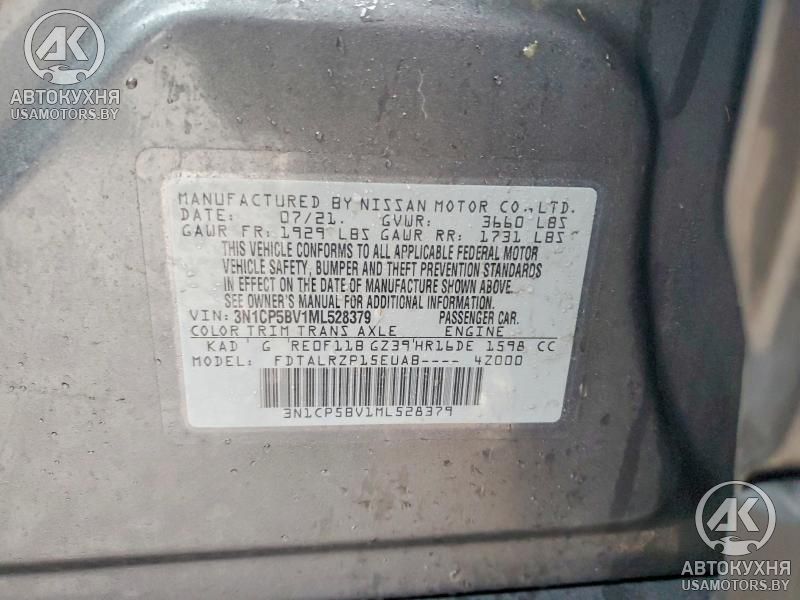 AK
АВТОКУХНЯ
USAMOTORS.BY
MANUFACTURED BY NISSAN MOTOR CO., LTD.
DATE: 07/21. GVWR: 3660 LBS
GAWR FR: 1929 LBS GAWR RR: 1731 LBS
THIS VEHICLE CONFORMS TO ALL APPLICABLE FEDERAL MOTOR
VEHICLE SAFETY, BUMPER AND THEFT PREVENTION STANDARDS
IN EFFECT ON THE DATE OF MANUFACTURE SHOWN ABOVE.
SEE OWNER'S MANUAL FOR ADDITIONAL INFORMATION.
VIN: 3N1CP5BV1ML528379 PASSENGER CAR.
COLOR TRIM TRANS AXLE ENGINE
KAD ' G RE0F11B GZ39'HR16DE 1598 CC
MODEL: FDTALRZP15EUAB---- 4Z000
3N1CP5BV1ML528379
AK
АВТОКУХНЯ
USAMOTORS.BY